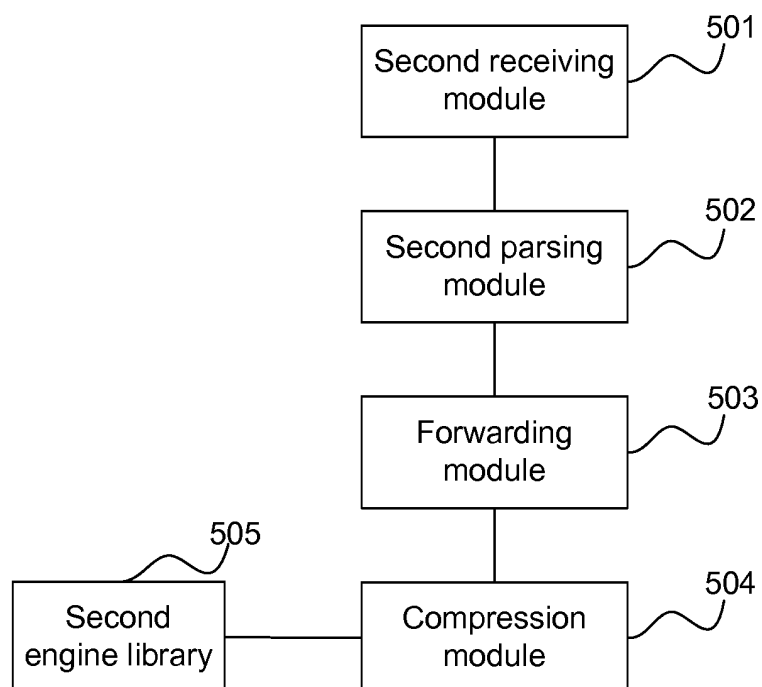 501
Second receiving
module
502
Second parsing
module
503
Forwarding
module
505
504
Second
engine library
Compression
module